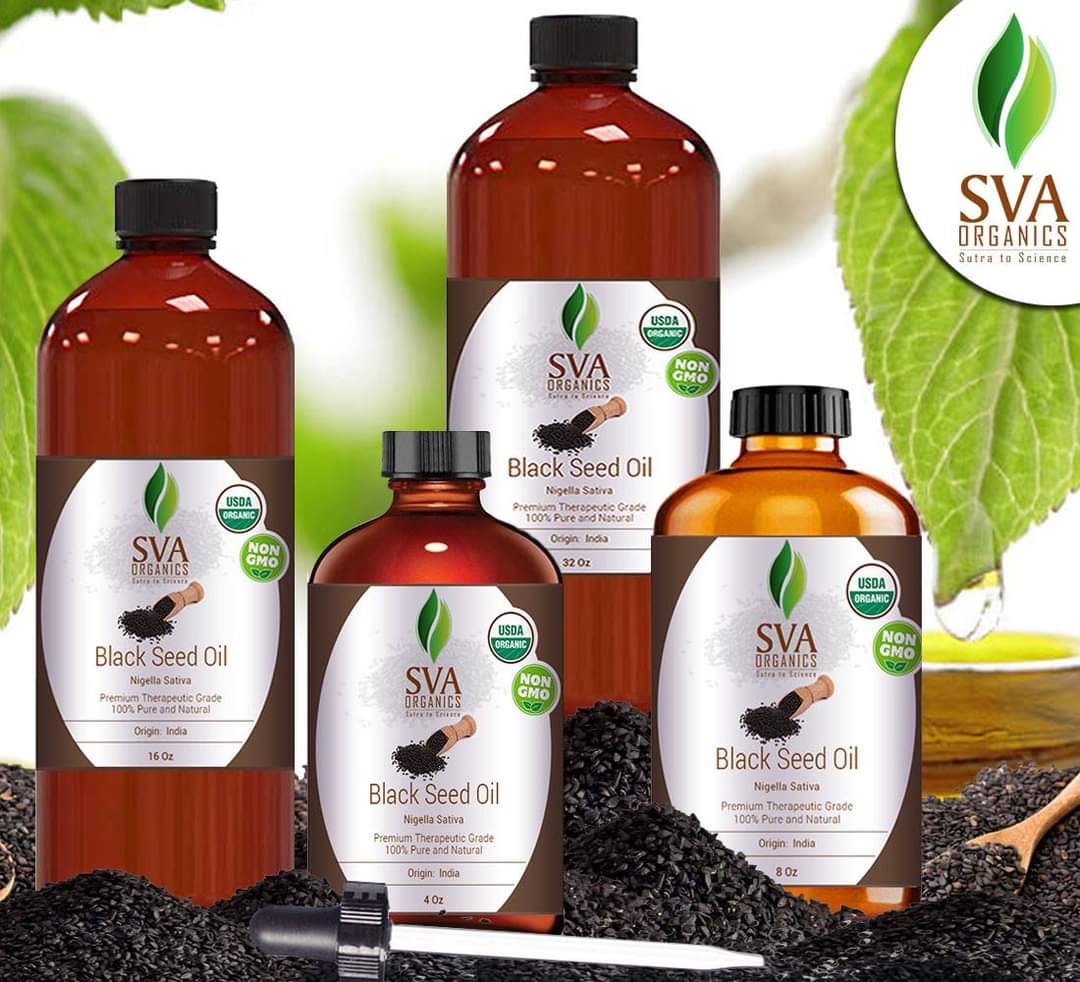 SVA
ORGANICS
Sutra to Science
SVA
ORGANICS
Sutra to Science
USDA
ORGANIC
NON
GMO
Black Seed Oil
Nigella Sativa
Premium Therapeutic Grade
100% Pure and Natural
Origin: India
32 Oz
SVA
ORGANICS
Sutra to Science
USDA
ORGANIC
NON
GMO
Black Seed Oil
Nigella Sativa
Premium Therapeutic Grade
100% Pure and Natural
Origin: India
16 Oz
SVA
ORGANICS
Sutra to Science
USDA
ORGANIC
NON
GMO
Black Seed Oil
Nigella Sativa
Premium Therapeutic Grade
100% Pure and Natural
Origin: India
4 Oz
SVA
ORGANICS
Sutra to Science
USDA
ORGANIC
NON
GMO
Black Seed Oil
Nigella Sativa
Premium Therapeutic Grade
100% Pure and Natural
Origin: India
8 Oz